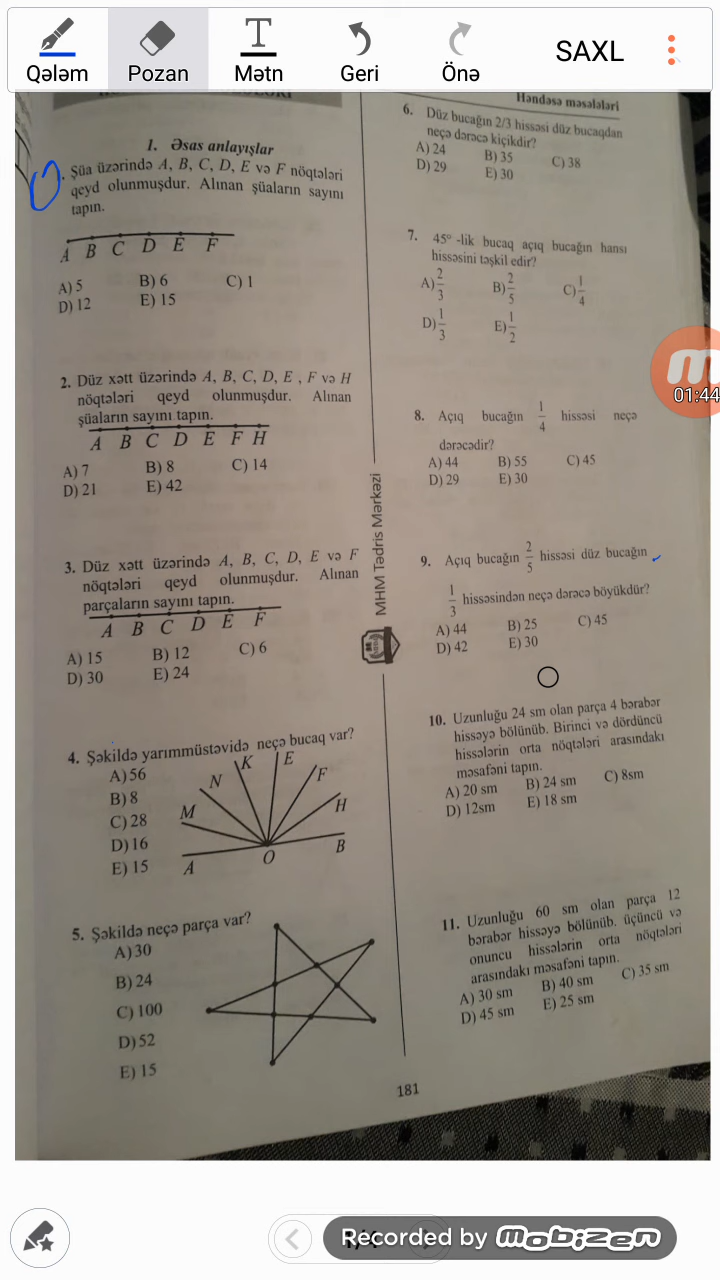 Qələm
Pozan
Mətn
Geri
Önə
SAXL
Həndəsə məsələləri
1. Əsas anlayışlar
Şüa üzərində A, B, C, D, E və F nöqtələri
qeyd olunmuşdur. Alınan şüaların sayını
tapın.
A B C D E F
A) 5 B) 6 C) 1
D) 12 E) 15
2. Düz xətt üzərində A, B, C, D, E , F və H
nöqtələri qeyd olunmuşdur. Alınan
şüaların sayını tapın.
A B C D E F H
A) 7 B) 8 C) 14
D) 21 E) 42
3. Düz xətt üzərində A, B, C, D, E və F
nöqtələri qeyd olunmuşdur. Alınan
parçaların sayını tapın.
A B C D E F
A) 15 B) 12 C) 6
D) 30 E) 24
4. Şəkildə yarımmüstəvidə neçə bucaq var?
A) 56
B) 8
C) 28
D) 16
E) 15
A M N K E F H B O
5. Şəkildə neçə parça var?
A) 30
B) 24
C) 100
D) 52
E) 15
MHM Tədris Mərkəzi
6. Düz bucağın 2/3 hissəsi düz bucaqdan
neçə dərəcə kiçikdir?
A) 24 B) 35 C) 38
D) 29 E) 30
7. 45° -lik bucaq açıq bucağın hansı
hissəsini təşkil edir?
A) 2/3 B) 2/5 C) 1/4
D) 1/3 E) 1/2
8. Açıq bucağın 1/4 hissəsi neçə
dərəcədir?
A) 44 B) 55 C) 45
D) 29 E) 30
9. Açıq bucağın 2/5 hissəsi düz bucağın
1/3 hissəsindən neçə dərəcə böyükdür?
A) 44 B) 25 C) 45
D) 42 E) 30
10. Uzunluğu 24 sm olan parça 4 bərabər
hissəyə bölünüb. Birinci və dördüncü
hissələrin orta nöqtələri arasındakı
məsafəni tapın.
A) 20 sm B) 24 sm C) 8sm
D) 12sm E) 18 sm
11. Uzunluğu 60 sm olan parça 12
bərabər hissəyə bölünüb. üçüncü və
onuncu hissələrin orta nöqtələri
arasındakı məsafəni tapın.
A) 30 sm B) 40 sm C) 35 sm
D) 45 sm E) 25 sm
181
01:44
Recorded by mobizen